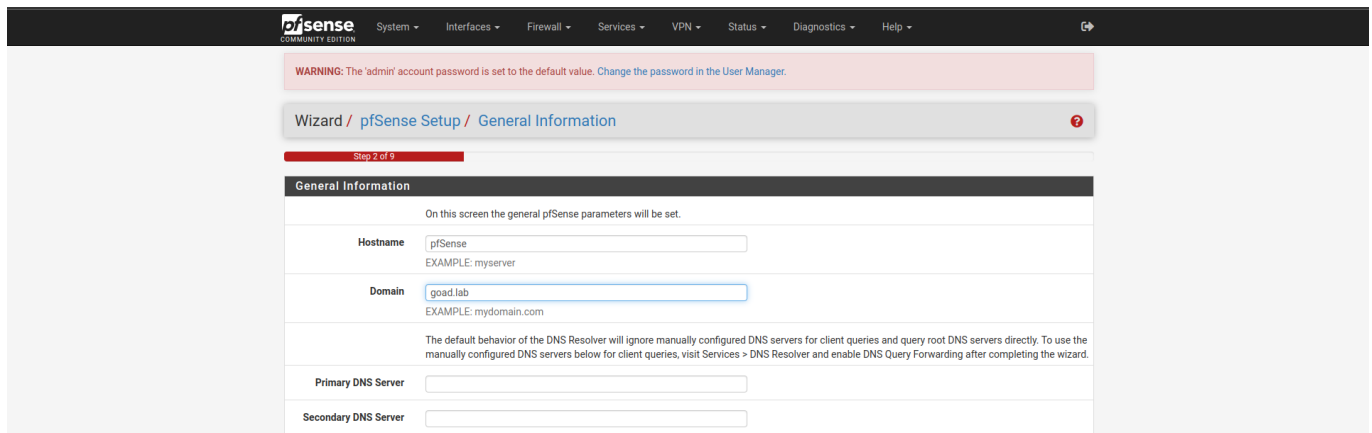 pfsense
COMMUNITY EDITION
System Interfaces Firewall Services VPN Status Diagnostics Help
WARNING: The 'admin' account password is set to the default value. Change the password in the User Manager.
Wizard / pfSense Setup / General Information
Step 2 of 9
General Information
On this screen the general pfSense parameters will be set.
Hostname pfSense
EXAMPLE: myserver
Domain goad.lab
EXAMPLE: mydomain.com
The default behavior of the DNS Resolver will ignore manually configured DNS servers for client queries and query root DNS servers directly. To use the
manually configured DNS servers below for client queries, visit Services > DNS Resolver and enable DNS Query Forwarding after completing the wizard.
Primary DNS Server
Secondary DNS Server